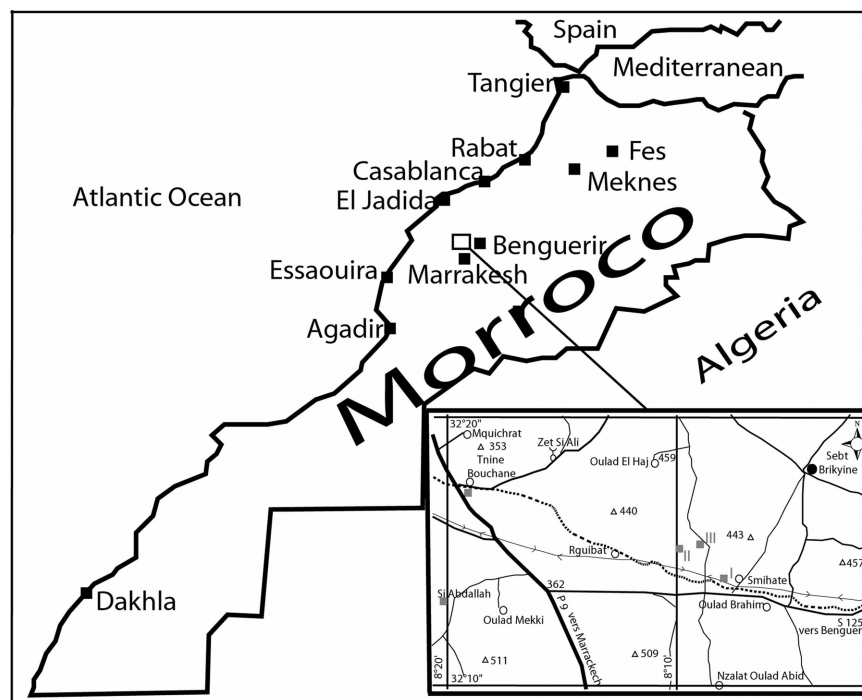 Spain
Mediterranean
Tangier
Rabat
Fes
Casablanca
Meknes
Atlantic Ocean
El Jadida
Benguerir
Essaouira
Marrakesh
Morroco
Agadir
Algeria
Dakhla
32°20"
N
Mquichrat
353
Zet Si Ali
Sebt
Brikyine
Tnine
Bouchane
Oulad El Haj
459
440
443
III
II
457
Rguibat
I
Smihate
362
Si Abdallah
Oulad Mekki
Oulad Brahim
S 125
vers Benguer
P 9 vers Marrackech
511
509
8°20'
32°10"
8°10'
Nzalat Oulad Abid